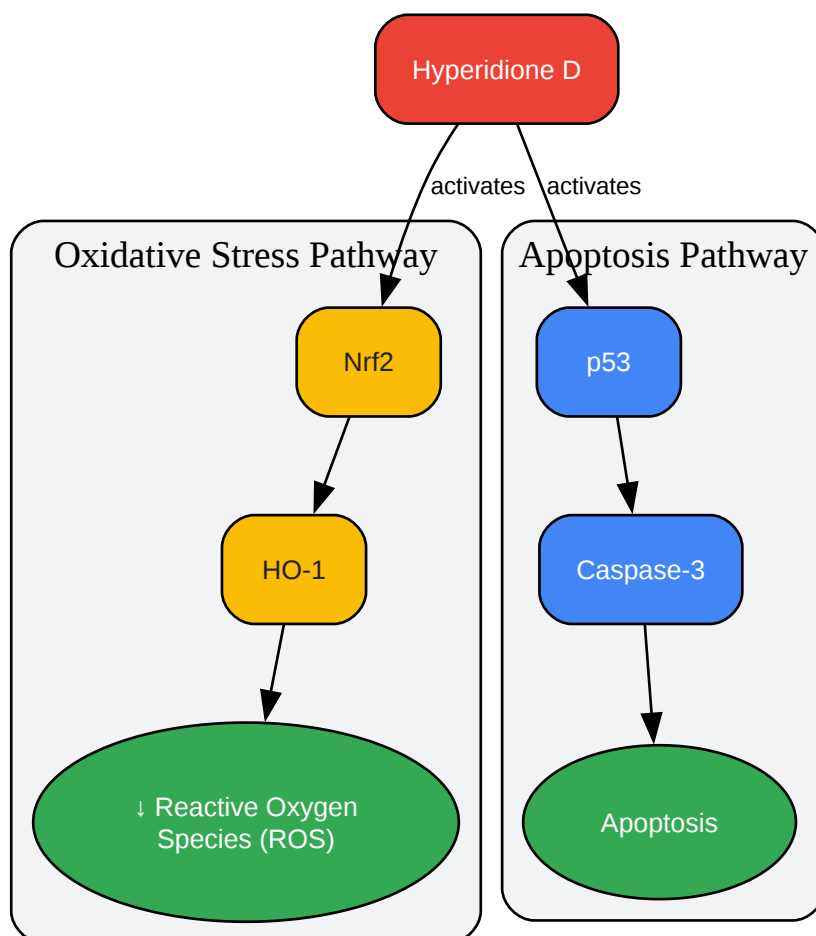 Hyperidione D
activates
activates
Oxidative Stress Pathway
Apoptosis Pathway
Nrf2
p53
HO-1
Caspase-3
↓ Reactive Oxygen
Species (ROS)
Apoptosis